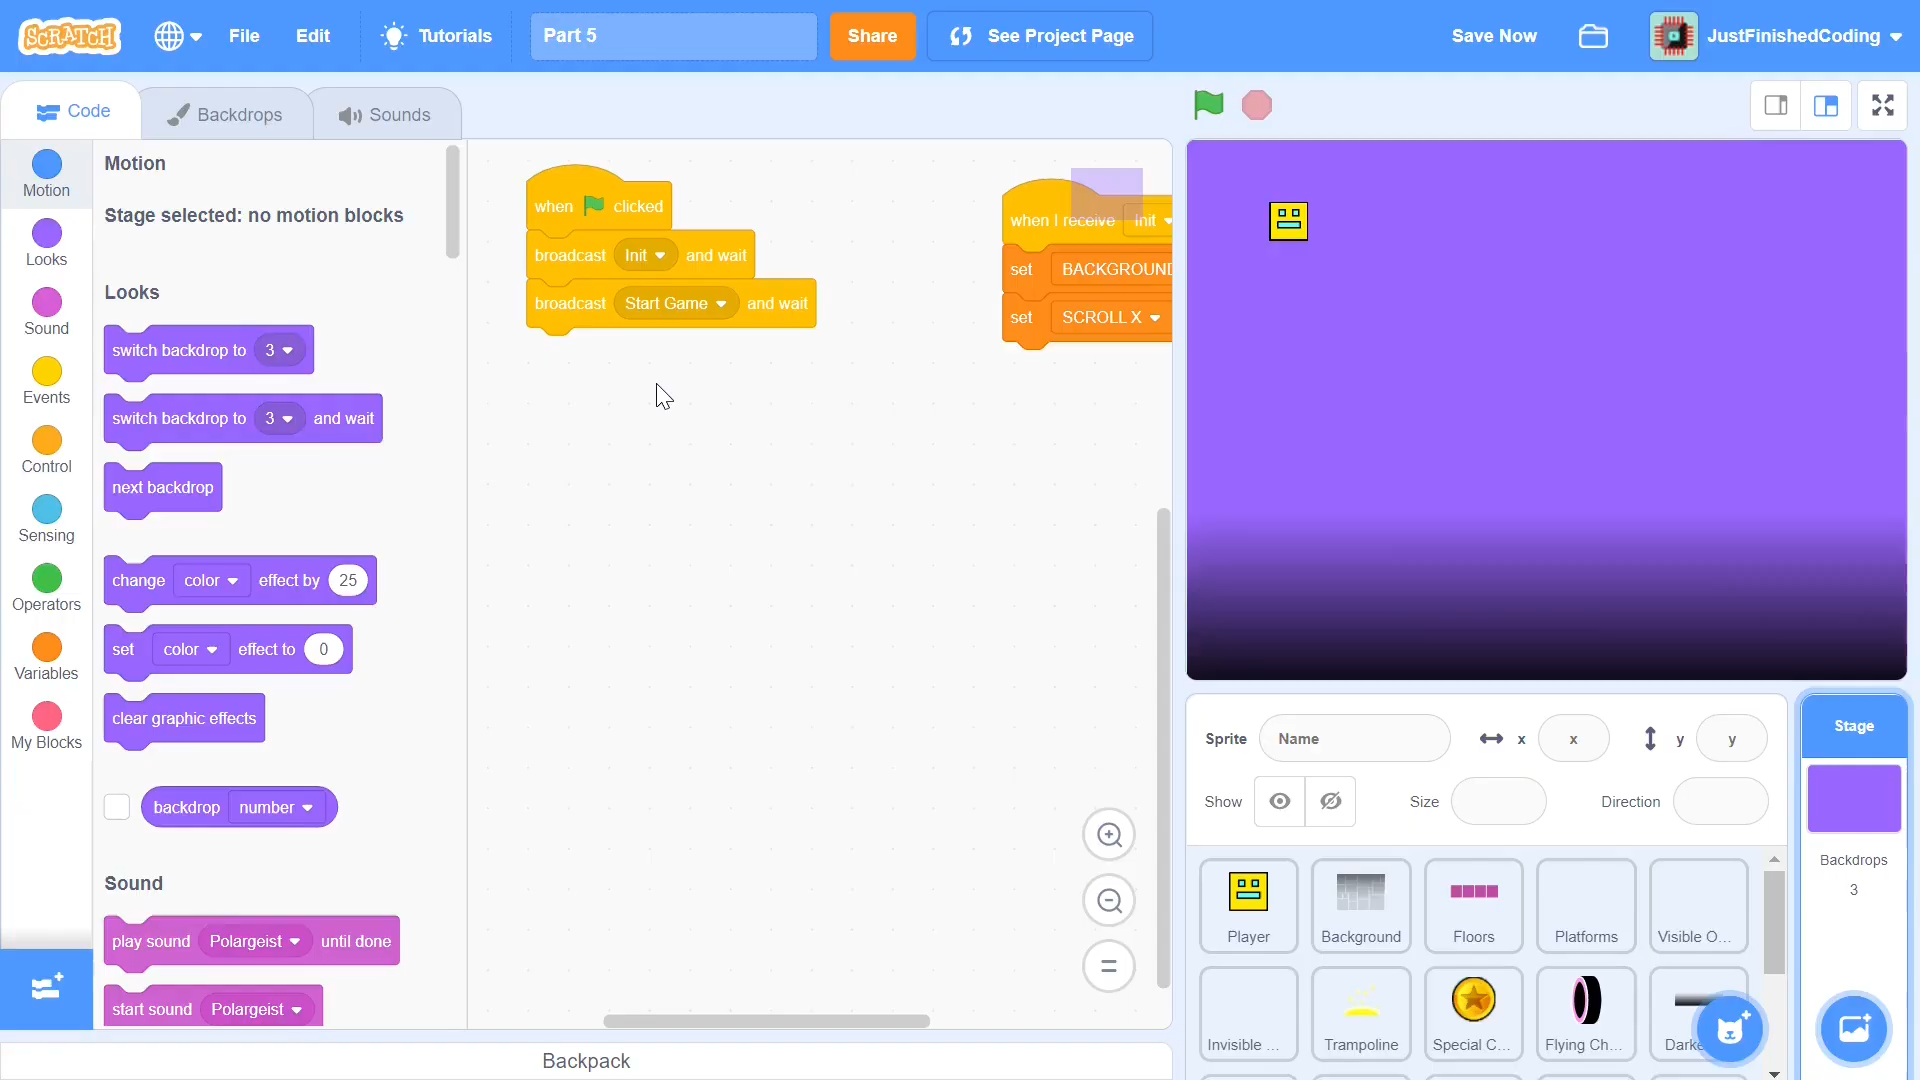 SCRATCH
File
Edit
Tutorials
Part 5
Share
See Project Page
Save Now
JustFinishedCoding
Code
Backdrops
Sounds
Motion
Looks
Sound
Events
Control
Sensing
Operators
Variables
My Blocks
Motion
Stage selected: no motion blocks
Looks
switch backdrop to 3
switch backdrop to 3 and wait
next backdrop
change color effect by 25
set color effect to 0
clear graphic effects
backdrop number
Sound
play sound Polargeist until done
start sound Polargeist
when clicked
broadcast Init and wait
broadcast Start Game and wait
when I receive Init
set BACKGROUND
set SCROLL X
Backpack
Sprite Name x x y y
Show Size Direction
Player
Background
Floors
Platforms
Visible O...
Invisible ...
Trampoline
Special C...
Flying Ch...
Darke
Stage
Backdrops
3